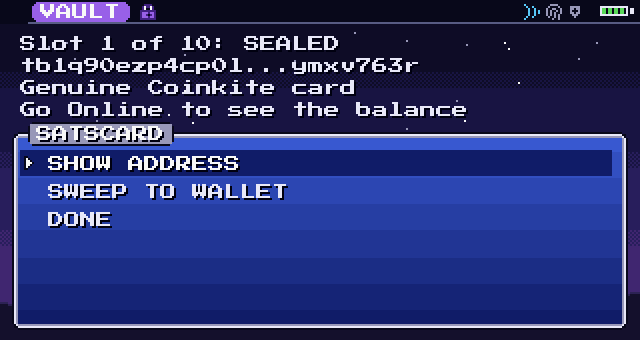 VAULT
Slot 1 of 10: SEALED
tb1q90ezp4cp0l...ymxv763r
Genuine Coinkite card
Go Online to see the balance
SATSCARD
SHOW ADDRESS
SWEEP TO WALLET
DONE